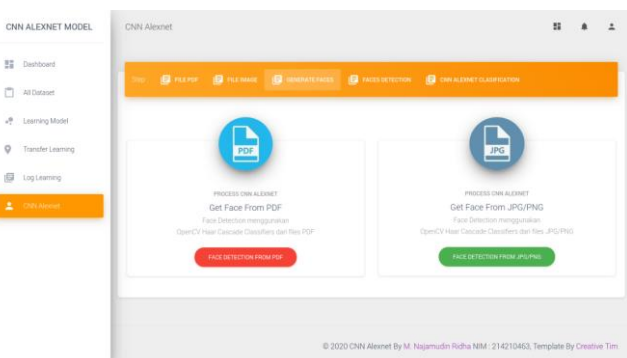 CNN ALEXNET MODEL
CNN Alexnet
Dashboard
All Dataset
Learning Model
Transfer Learning
Log Learning
CNN Alexnet
FILE PDF
FILE IMAGE
GENERATE FACES
FACES DETECTION
CNN ALEXNET CLASIFICATION
PDF
JPG
PROCESS CNN ALEXNET
Get Face From PDF
Face Detection menggunakan
OpenCV Haar Cascade Classifiers dari files PDF
FACE DETECTION FROM PDF
PROCESS CNN ALEXNET
Get Face From JPG/PNG
Face Detection menggunakan
OpenCV Haar Cascade Classifiers dari files JPG/PNG
FACE DETECTION FROM JPG/PNG
© 2020 CNN Alexnet By M. Najamudin Ridha NIM : 214210463, Template By Creative Tim